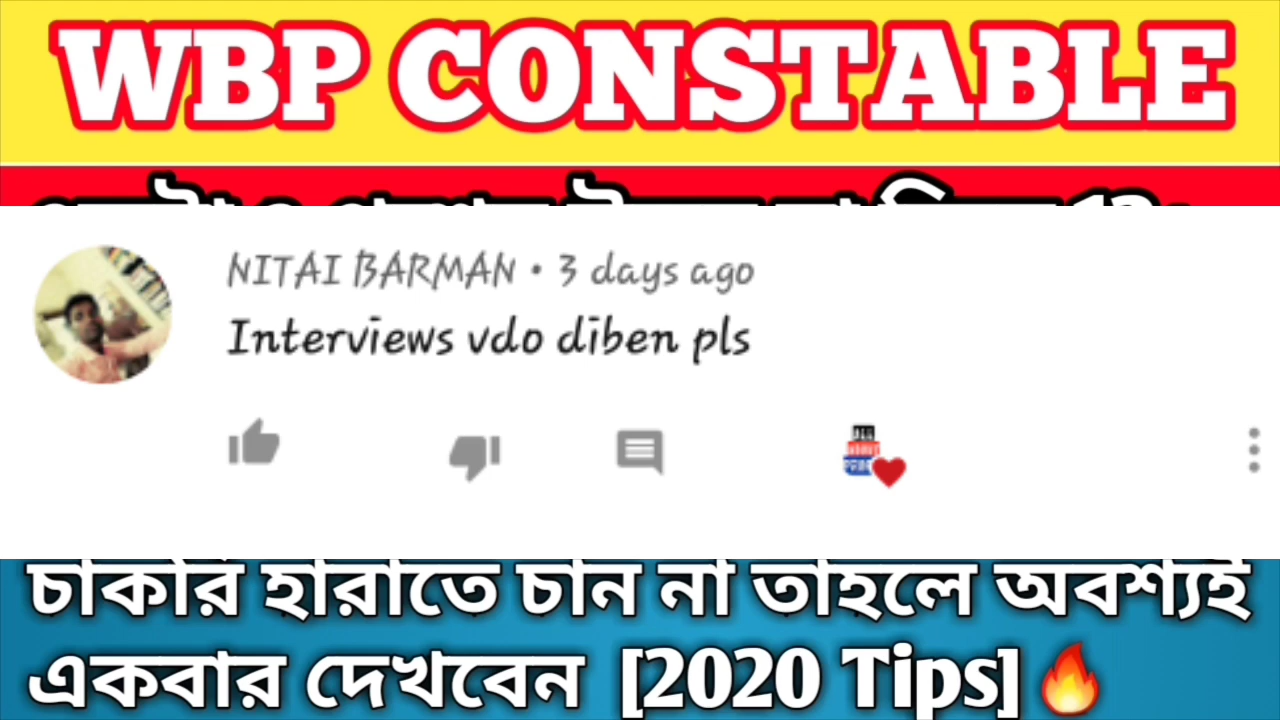 WBP CONSTABLE
NITAI BARMAN • 3 days ago
Interviews vdo diben pls
চাকরি হারাতে চান না তাহলে অবশ্যই
একবার দেখবেন [2020 Tips]🔥